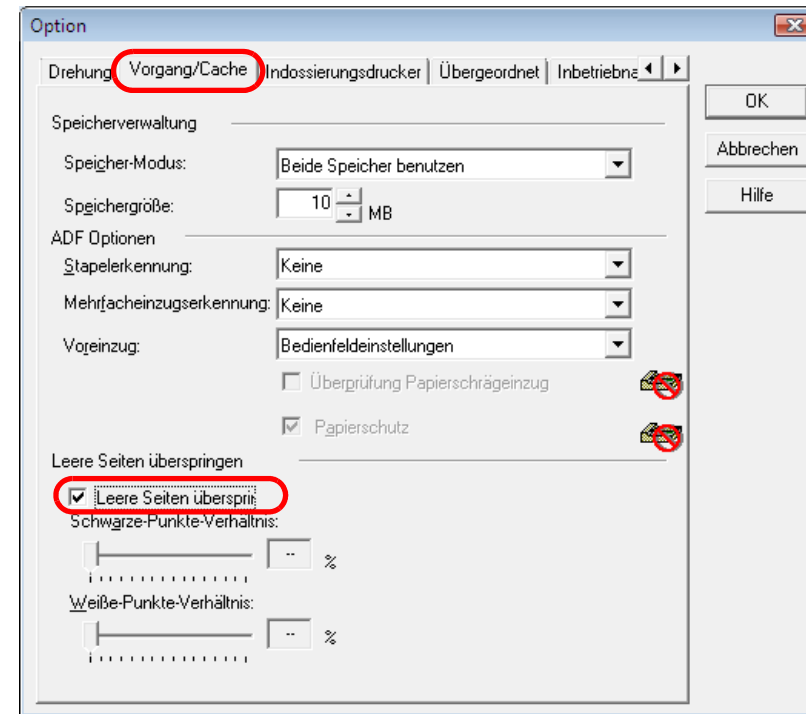 Option
Drehung Vorgang/Cache Indossierungsdrucker Übergeordnet Inbetriebna
OK
Abbrechen
Hilfe
Speicherverwaltung
Speicher-Modus: Beide Speicher benutzen
Speichergröße: 10 MB
ADF Optionen
Stapelerkennung: Keine
Mehrfacheinzugserkennung: Keine
Voreinzug: Bedienfeldeinstellungen
Überprüfung Papierschrägeinzug
Papierschutz
Leere Seiten überspringen
Leere Seiten überspri
Schwarze-Punkte-Verhältnis:
-- %
Weiße-Punkte-Verhältnis:
-- %